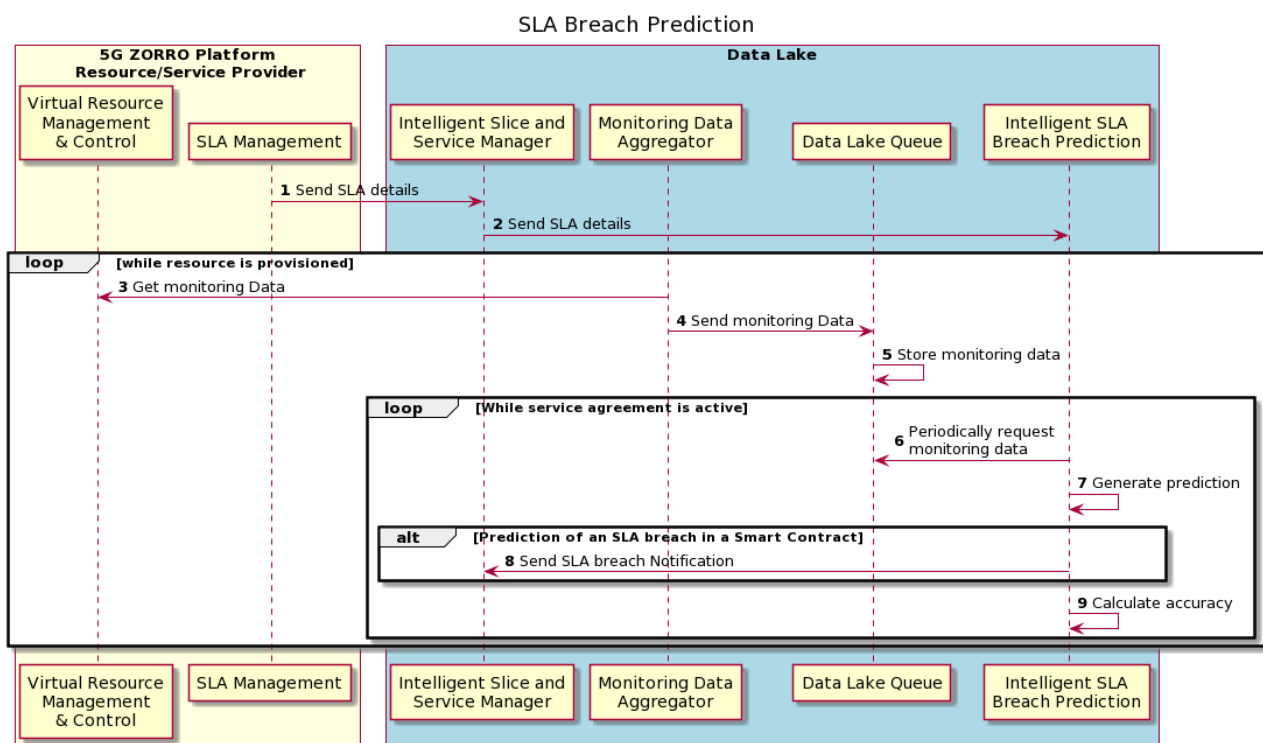 SLA Breach Prediction
5G ZORRO Platform
Resource/Service Provider
Data Lake
Virtual Resource
Management
& Control
SLA Management
Intelligent Slice and
Service Manager
Monitoring Data
Aggregator
Data Lake Queue
Intelligent SLA
Breach Prediction
1 Send SLA details
2 Send SLA details
loop [while resource is provisioned]
3 Get monitoring Data
4 Send monitoring Data
5 Store monitoring data
loop [While service agreement is active]
6 Periodically request
monitoring data
7 Generate prediction
alt [Prediction of an SLA breach in a Smart Contract]
8 Send SLA breach Notification
9 Calculate accuracy
Virtual Resource
Management
& Control
SLA Management
Intelligent Slice and
Service Manager
Monitoring Data
Aggregator
Data Lake Queue
Intelligent SLA
Breach Prediction